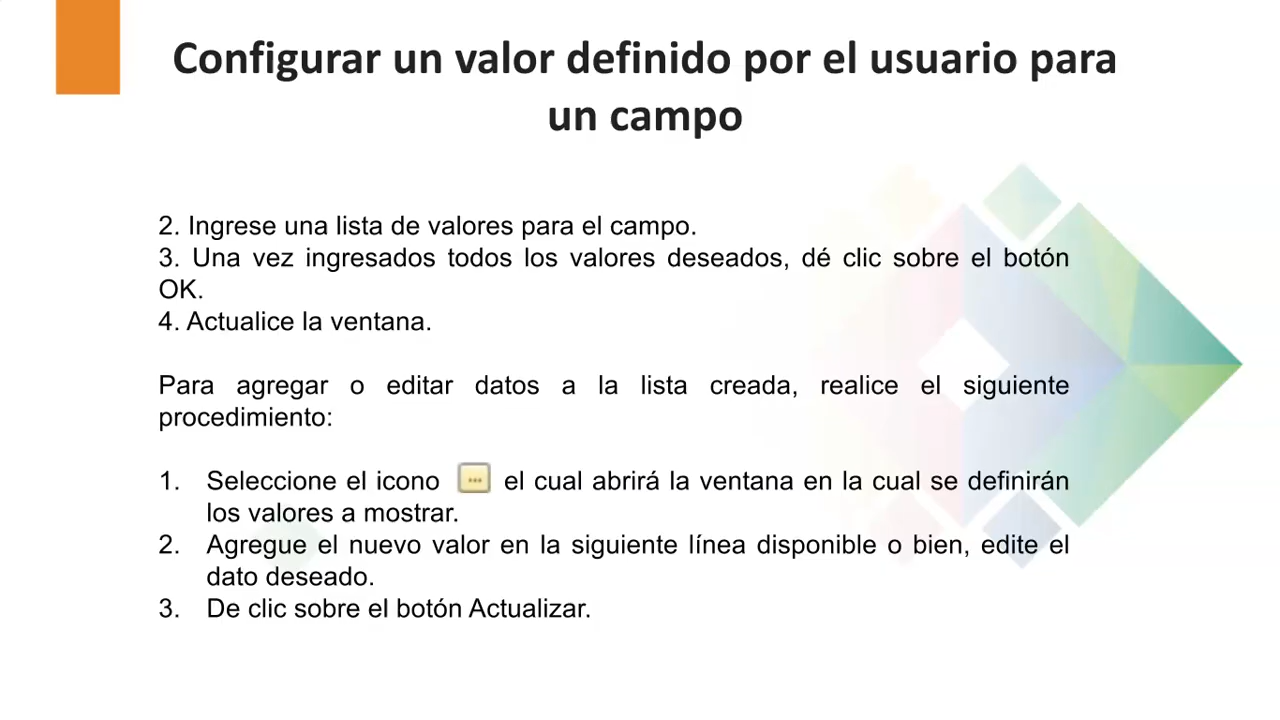 Configurar un valor definido por el usuario para
un campo
2. Ingrese una lista de valores para el campo.
3. Una vez ingresados todos los valores deseados, dé clic sobre el botón
OK.
4. Actualice la ventana.
Para agregar o editar datos a la lista creada, realice el siguiente
procedimiento:
1. Seleccione el icono ... el cual abrirá la ventana en la cual se definirán
los valores a mostrar.
2. Agregue el nuevo valor en la siguiente línea disponible o bien, edite el
dato deseado.
3. De clic sobre el botón Actualizar.